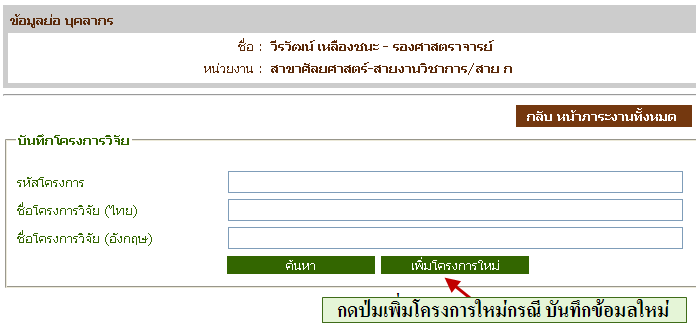 ข้อมูลย่อ บุคลากร
ชื่อ : วีรวัฒน์ เหลืองชนะ - รองศาสตราจารย์
หน่วยงาน : สาขาศัลยศาสตร์-สายงานวิชาการ/สาย ก
กลับ หน้าภาระงานทั้งหมด
บันทึกโครงการวิจัย
รหัสโครงการ
ชื่อโครงการวิจัย (ไทย)
ชื่อโครงการวิจัย (อังกฤษ)
ค้นหา เพิ่มโครงการใหม่
กดปุ่มเพิ่มโครงการใหม่กรณี บันทึกข้อมลใหม่